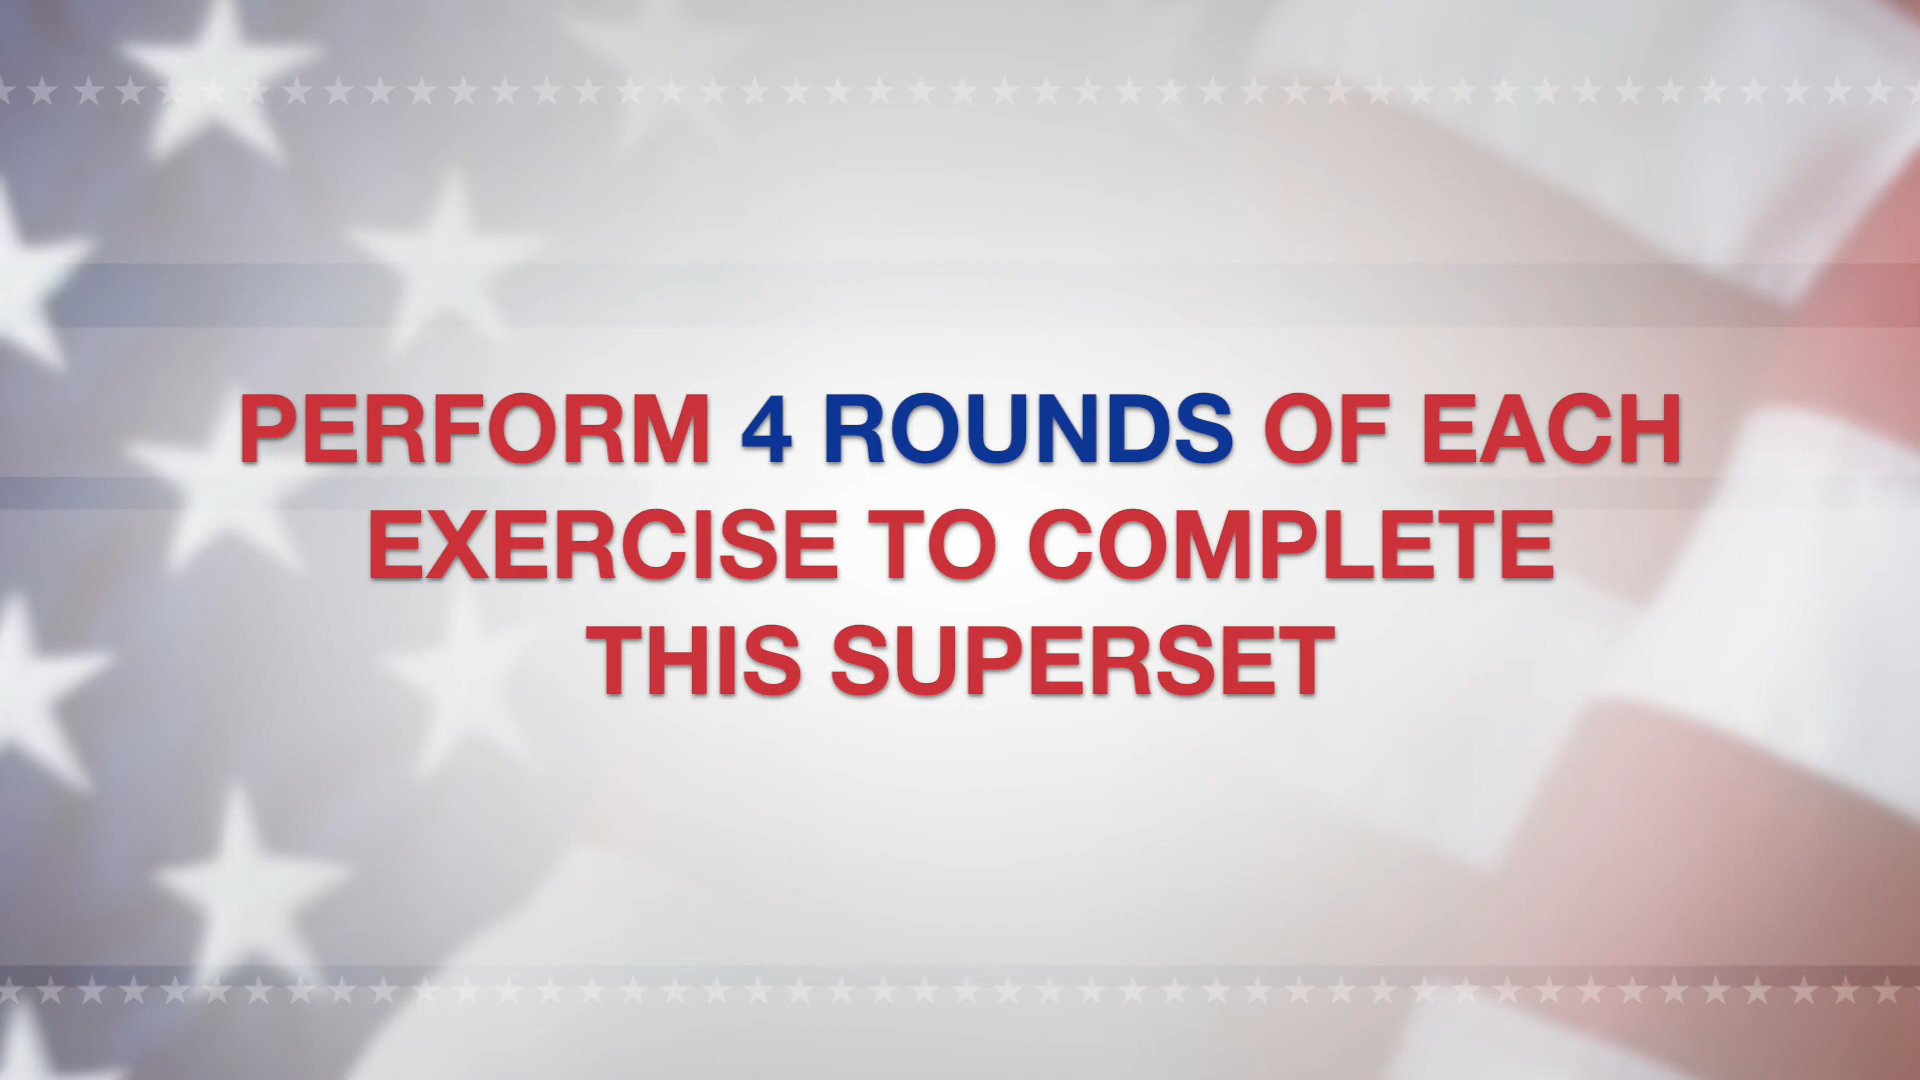 PERFORM 4 ROUNDS OF EACH
EXERCISE TO COMPLETE
THIS SUPERSET